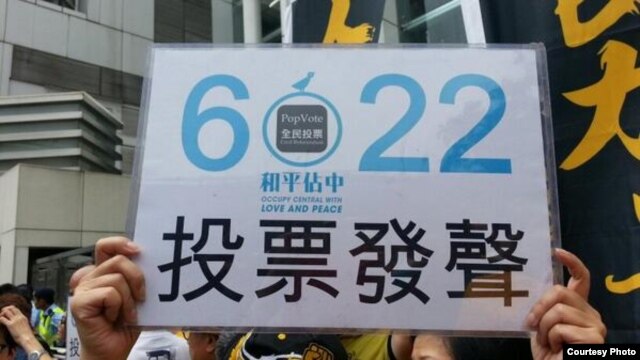 6 22
PopVote
全民投票
Civil Referendum
和平佔中
OCCUPY CENTRAL WITH
LOVE AND PEACE
投票發聲
投
Courtesy Photo